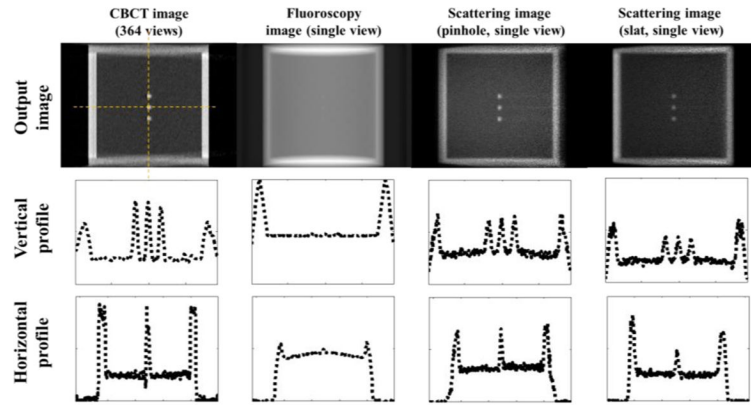 CBCT image
(364 views)
Fluoroscopy
image (single view)
Scattering image
(pinhole, single view)
Scattering image
(slat, single view)
Output
image
Vertical
profile
Horizontal
profile